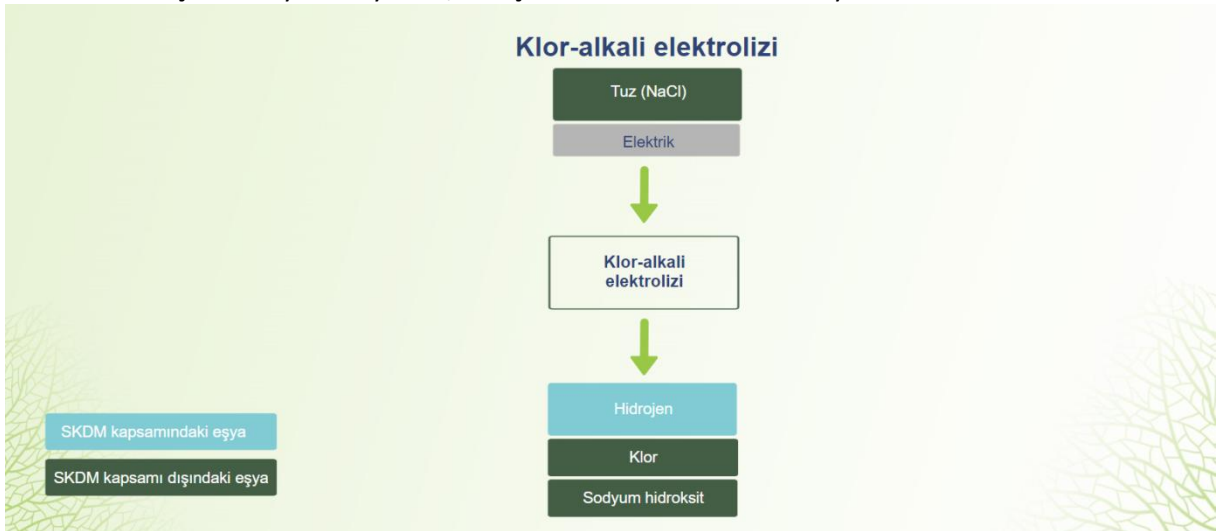 Klor-alkali elektrolizi
Tuz (NaCl)
Elektrik
Klor-alkali
elektrolizi
Hidrojen
Klor
Sodyum hidroksit
SKDM kapsamındaki eşya
SKDM kapsamı dışındaki eşya